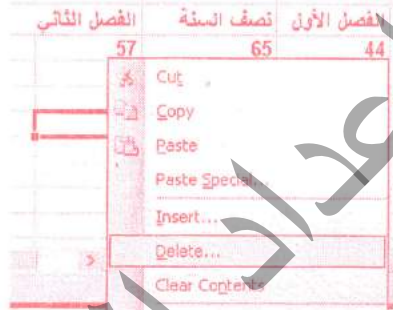 الفصل الأول نصف السنة الفصل الثاني
44 65 57
Cut
Copy
Paste
Paste Special...
Insert...
Delete...
Clear Contents